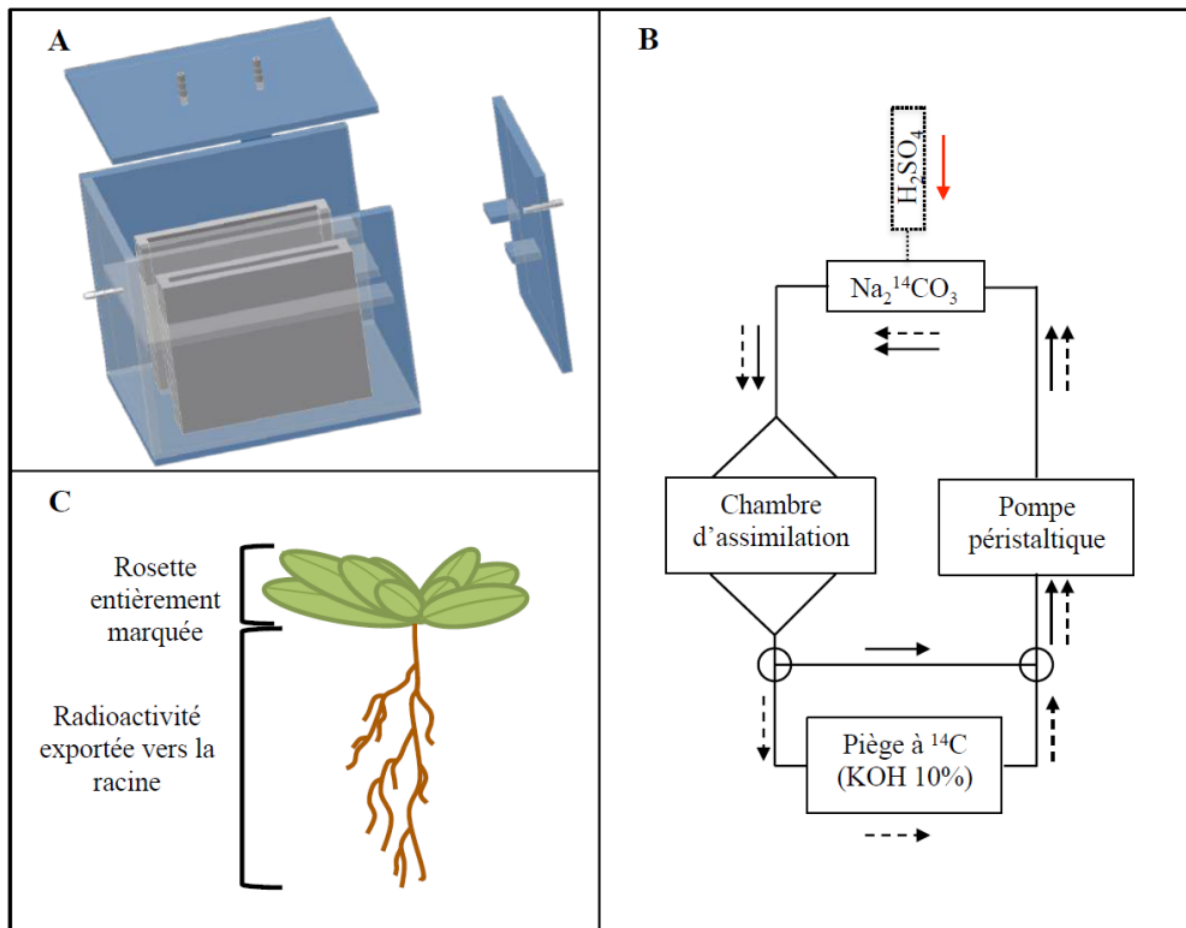 A
B
H₂SO₄
Na₂¹⁴CO₃
Chambre
d’assimilation
Pompe
péristaltique
Piège à ¹⁴C
(KOH 10%)
C
Rosette
entièrement
marquée
Radioactivité
exportée vers la
racine